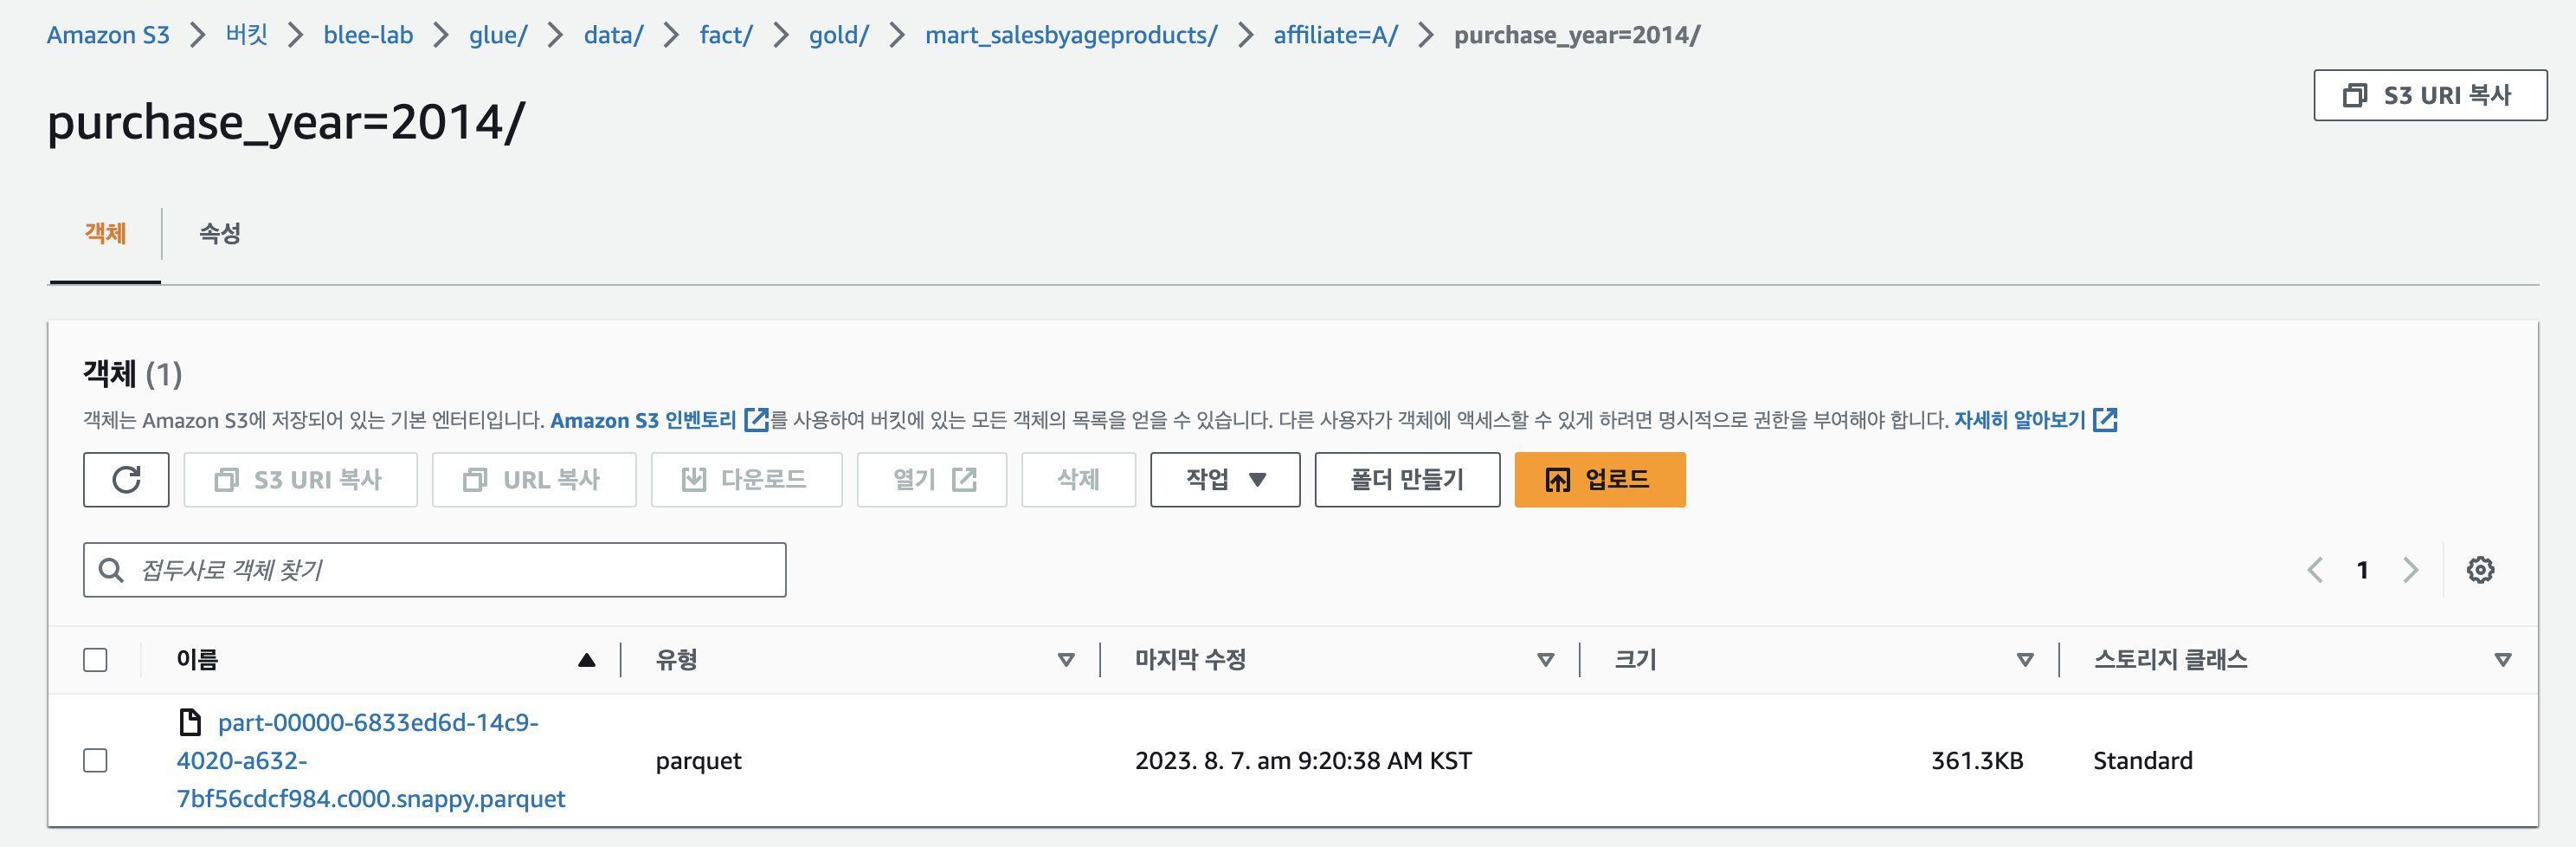 Amazon S3 > 버킷 > blee-lab > glue/ > data/ > fact/ > gold/ > mart_salesbyageproducts/ > affiliate=A/ > purchase_year=2014/
purchase_year=2014/
S3 URI 복사
객체 속성
객체 (1)
객체는 Amazon S3에 저장되어 있는 기본 엔터티입니다. Amazon S3 인벤토리 를 사용하여 버킷에 있는 모든 객체의 목록을 얻을 수 있습니다. 다른 사용자가 객체에 액세스할 수 있게 하려면 명시적으로 권한을 부여해야 합니다. 자세히 알아보기
S3 URI 복사 URL 복사 다운로드 열기 삭제 작업 폴더 만들기 업로드
접두사로 객체 찾기
1
이름 유형 마지막 수정 크기 스토리지 클래스
part-00000-6833ed6d-14c9-
4020-a632-
7bf56cdcf984.c000.snappy.parquet
parquet 2023. 8. 7. am 9:20:38 AM KST 361.3KB Standard